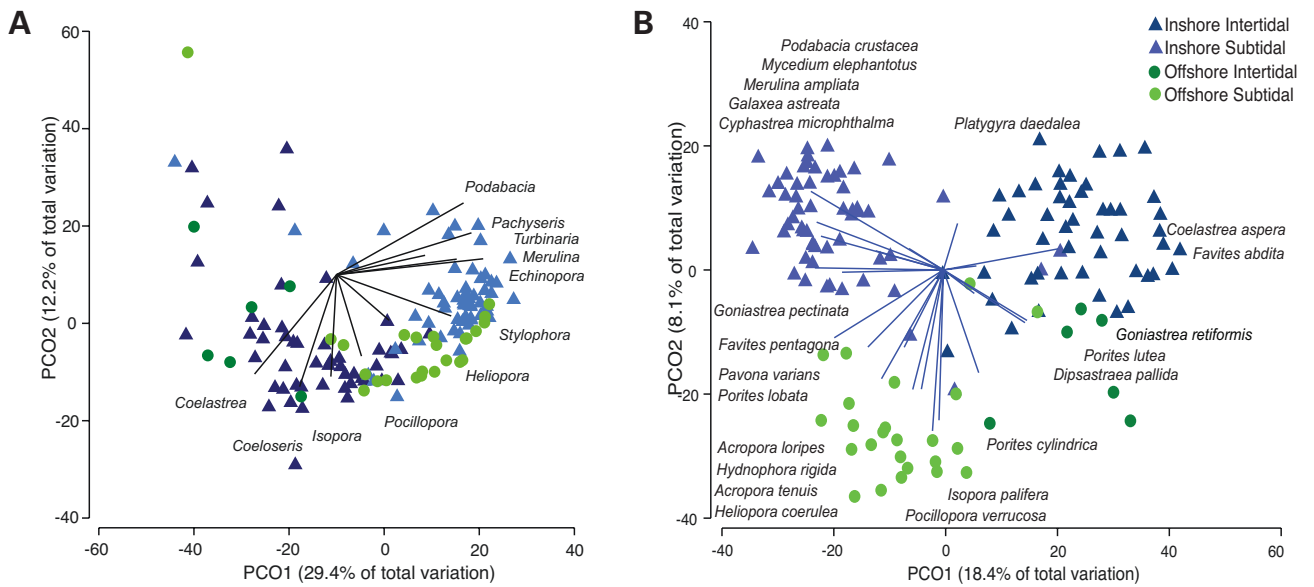 A
60
40
20
0
-20
-40
-60
-40
-20
0
20
40
PCO2 (12.2% of total variation)
PCO1 (29.4% of total variation)
Podabacia
Pachyseris
Turbinaria
Merulina
Echinopora
Stylophora
Heliopora
Pocillopora
Isopora
Coeloseris
Coelastrea
B
40
20
0
-20
-40
-40
-20
0
20
40
60
PCO2 (8.1% of total variation)
PCO1 (18.4% of total variation)
Inshore Intertidal
Inshore Subtidal
Offshore Intertidal
Offshore Subtidal
Podabacia crustacea
Mycedium elephantotus
Merulina ampliata
Galaxea astreata
Cyphastrea microphthalma
Platygyra daedalea
Coelastrea aspera
Favites abdita
Goniastrea pectinata
Goniastrea retiformis
Favites pentagona
Porites lutea
Pavona varians
Dipsastraea pallida
Porites lobata
Porites cylindrica
Acropora loripes
Hydnophora rigida
Acropora tenuis
Isopora palifera
Heliopora coerulea
Pocillopora verrucosa